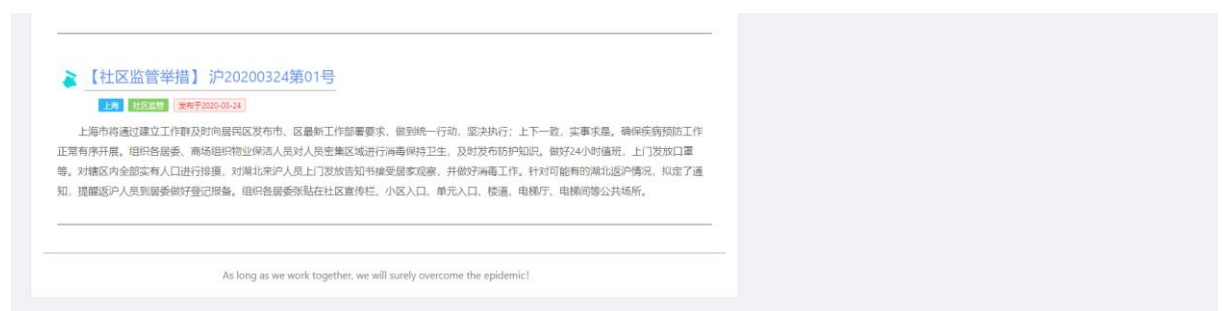 【社区监管举措】 沪20200324第01号
上海 社区监管 发布于2020-03-24
上海市将通过建立工作群及时向居民区发布市、区最新工作部署要求，做到统一行动，坚决执行；上下一致，实事求是。确保疾病预防工作
正常有序开展。组织各居委、商场组织物业保洁人员对人员密集区域进行消毒保持卫生，及时发布防护知识。做好24小时值班，上门发放口罩
等。对辖区内全部实有人口进行排摸，对湖北来沪人员上门发放告知书接受居家观察，并做好消毒工作。针对可能有的湖北返沪情况，拟定了通
知，提醒返沪人员到居委做好登记报备。组织各居委张贴在社区宣传栏、小区入口、单元入口、楼道、电梯厅、电梯间等公共场所。
As long as we work together, we will surely overcome the epidemic!